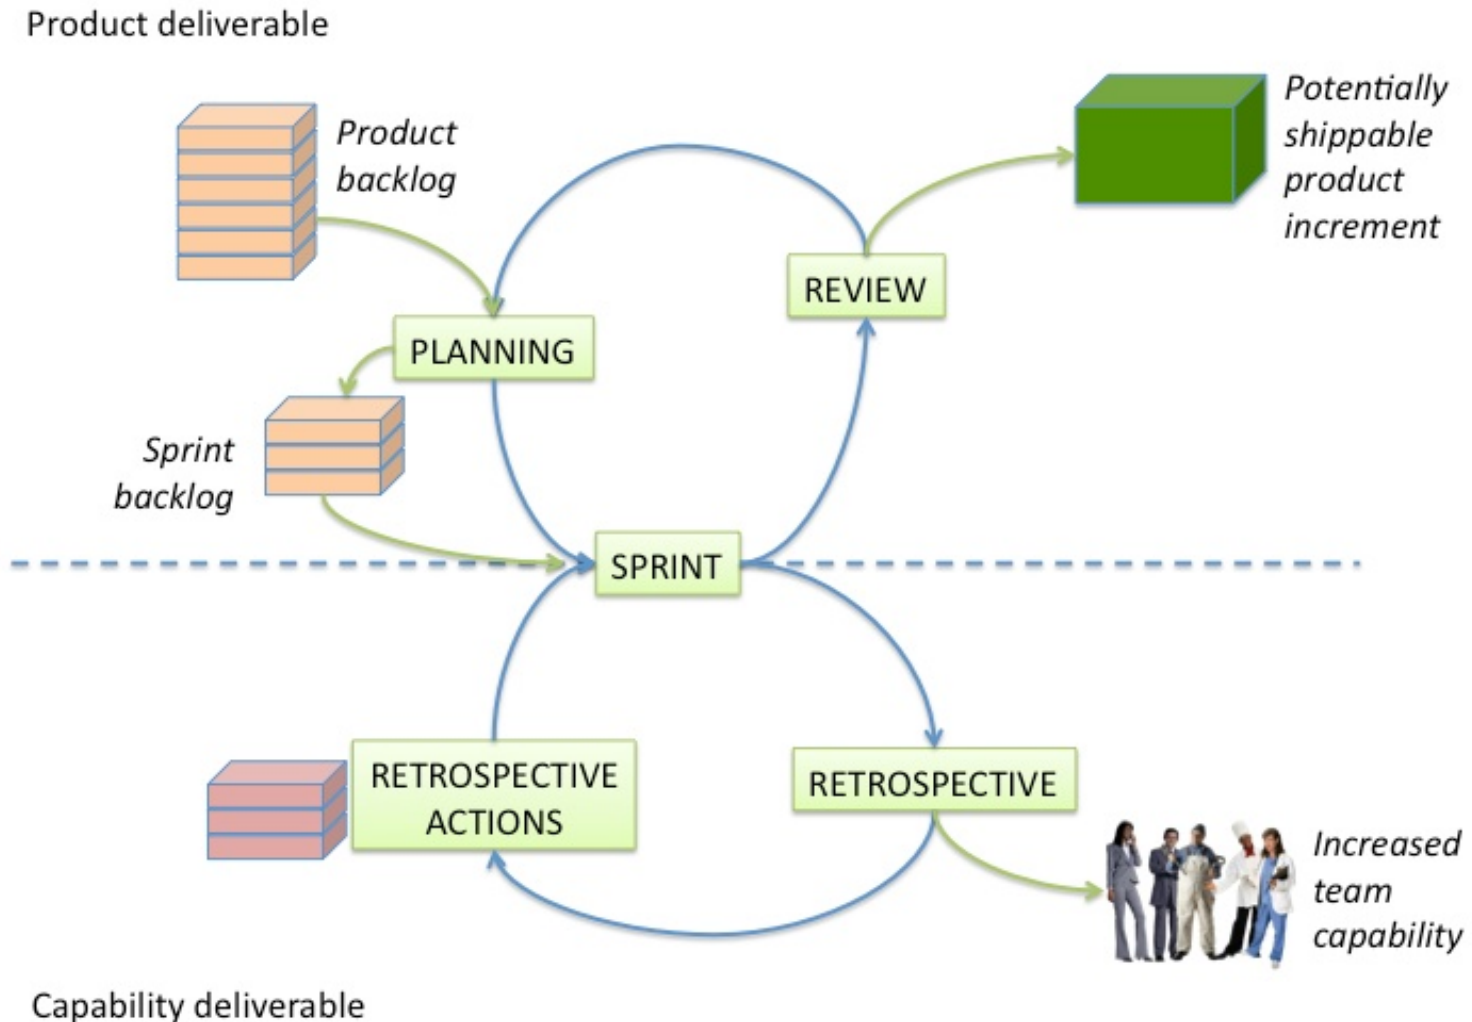 Product deliverable
Product
backlog
Potentially
shippable
product
increment
REVIEW
PLANNING
Sprint
backlog
SPRINT
RETROSPECTIVE
ACTIONS
RETROSPECTIVE
Increased
team
capability
Capability deliverable